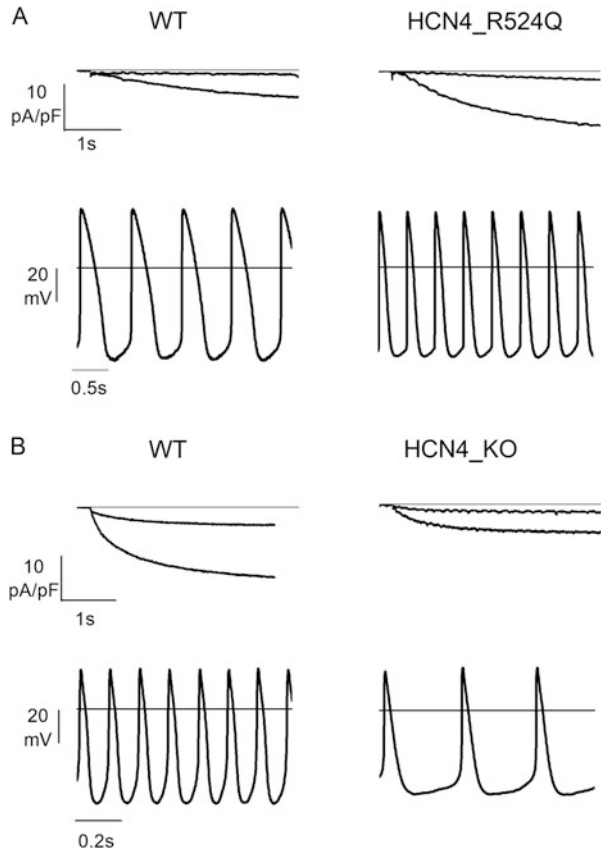 A
WT
HCN4_R524Q
10
pA/pF
1s
20
mV
0.5s
B
WT
HCN4_KO
10
pA/pF
1s
20
mV
0.2s